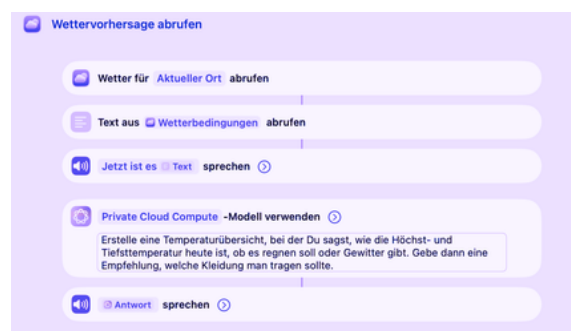 Wettervorhersage abrufen
Wetter für Aktueller Ort abrufen
Text aus Wetterbedingungen abrufen
Jetzt ist es Text sprechen
Private Cloud Compute -Modell verwenden
Erstelle eine Temperaturübersicht, bei der Du sagst, wie die Höchst- und
Tiefsttemperatur heute ist, ob es regnen soll oder Gewitter gibt. Gebe dann eine
Empfehlung, welche Kleidung man tragen sollte.
Antwort sprechen